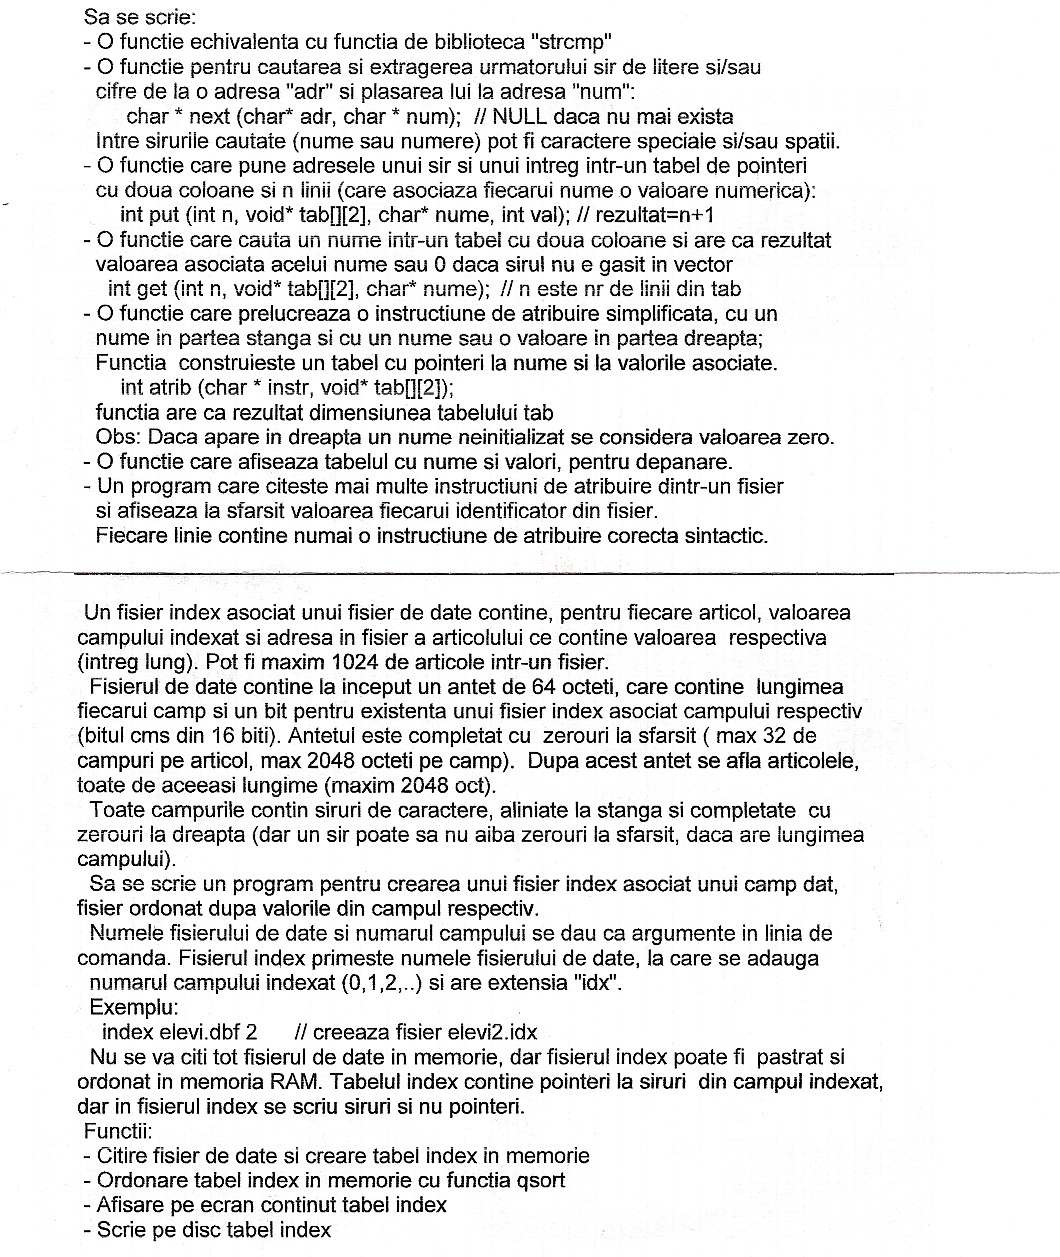 Sa se scrie:
- O functie echivalenta cu functia de biblioteca "strcmp"
- O functie pentru cautarea si extragerea urmatorului sir de litere si/sau
cifre de la o adresa "adr" si plasarea lui la adresa "num":
char * next (char* adr, char * num); // NULL daca nu mai exista
Intre sirurile cautate (nume sau numere) pot fi caractere speciale si/sau spatii.
- O functie care pune adresele unui sir si unui intreg intr-un tabel de pointeri
cu doua coloane si n linii (care asociaza fiecarui nume o valoare numerica):
int put (int n, void* tab[][2], char* nume, int val); // rezultat=n+1
- O functie care cauta un nume intr-un tabel cu doua coloane si are ca rezultat
valoarea asociata acelui nume sau 0 daca sirul nu e gasit in vector
int get (int n, void* tab[][2], char* nume); // n este nr de linii din tab
- O functie care prelucreaza o instructiune de atribuire simplificata, cu un
nume in partea stanga si cu un nume sau o valoare in partea dreapta;
Functia construieste un tabel cu pointeri la nume si la valorile asociate.
int atrib (char * instr, void* tab[][2]);
functia are ca rezultat dimensiunea tabelului tab
Obs: Daca apare in dreapta un nume neinitializat se considera valoarea zero.
- O functie care afiseaza tabelul cu nume si valori, pentru depanare.
- Un program care citeste mai multe instructiuni de atribuire dintr-un fisier
si afiseaza la sfarsit valoarea fiecarui identificator din fisier.
Fiecare linie contine numai o instructiune de atribuire corecta sintactic.
Un fisier index asociat unui fisier de date contine, pentru fiecare articol, valoarea
campului indexat si adresa in fisier a articolului ce contine valoarea respectiva
(intreg lung). Pot fi maxim 1024 de articole intr-un fisier.
Fisierul de date contine la inceput un antet de 64 octeti, care contine lungimea
fiecarui camp si un bit pentru existenta unui fisier index asociat campului respectiv
(bitul cms din 16 biti). Antetul este completat cu zerouri la sfarsit ( max 32 de
campuri pe articol, max 2048 octeti pe camp). Dupa acest antet se afla articolele,
toate de aceeasi lungime (maxim 2048 oct).
Toate campurile contin siruri de caractere, aliniate la stanga si completate cu
zerouri la dreapta (dar un sir poate sa nu aiba zerouri la sfarsit, daca are lungimea
campului).
Sa se scrie un program pentru crearea unui fisier index asociat unui camp dat,
fisier ordonat dupa valorile din campul respectiv.
Numele fisierului de date si numarul campului se dau ca argumente in linia de
comanda. Fisierul index primeste numele fisierului de date, la care se adauga
numarul campului indexat (0,1,2,..) si are extensia "idx".
Exemplu:
index elevi.dbf 2 // creeaza fisier elevi2.idx
Nu se va citi tot fisierul de date in memorie, dar fisierul index poate fi pastrat si
ordonat in memoria RAM. Tabelul index contine pointeri la siruri din campul indexat,
dar in fisierul index se scriu siruri si nu pointeri.
Functii:
- Citire fisier de date si creare tabel index in memorie
- Ordonare tabel index in memorie cu functia qsort
- Afisare pe ecran continut tabel index
- Scrie pe disc tabel index